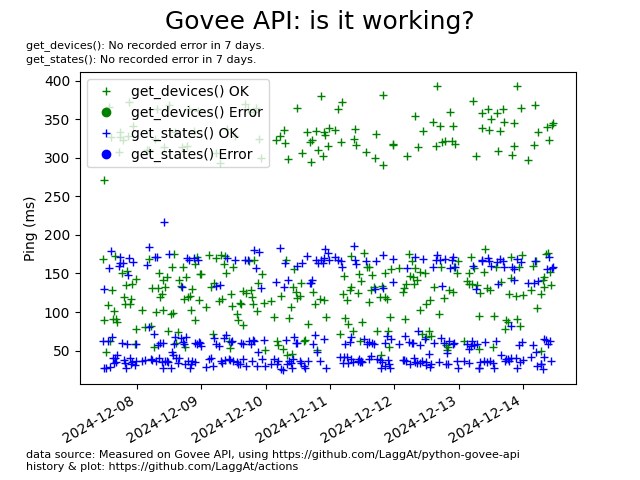 Govee API: is it working?
get_devices(): No recorded error in 7 days.
get_states(): No recorded error in 7 days.
get_devices() OK
get_devices() Error
get_states() OK
get_states() Error
Ping (ms)
400
350
300
250
200
150
100
50
2024-12-08
2024-12-09
2024-12-10
2024-12-11
2024-12-12
2024-12-13
2024-12-14
data source: Measured on Govee API, using https://github.com/LaggAt/python-govee-api
history & plot: https://github.com/LaggAt/actions